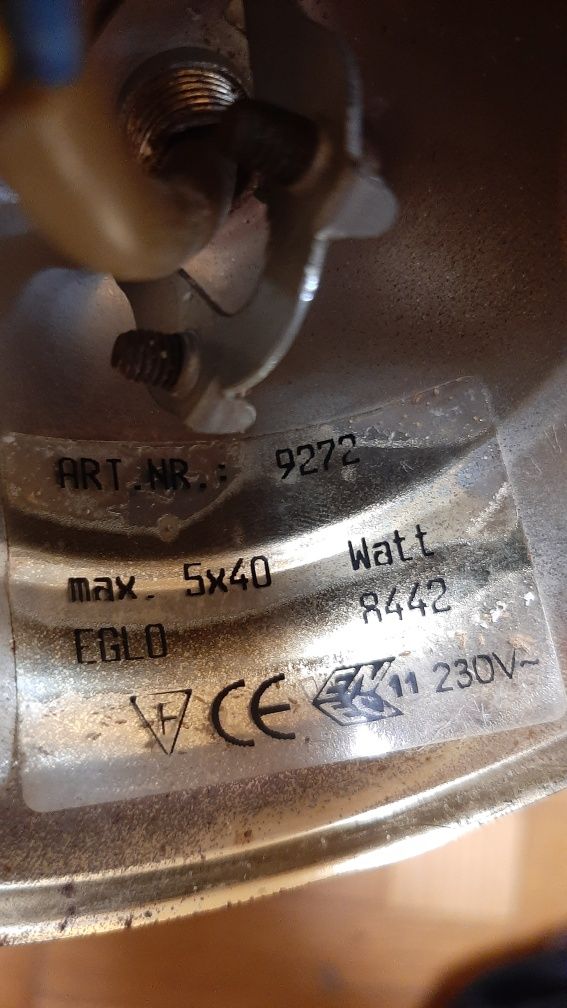 ART.NR.: 9272
max. 5x40 Watt
EGLO 8442
F CE 11 230V~